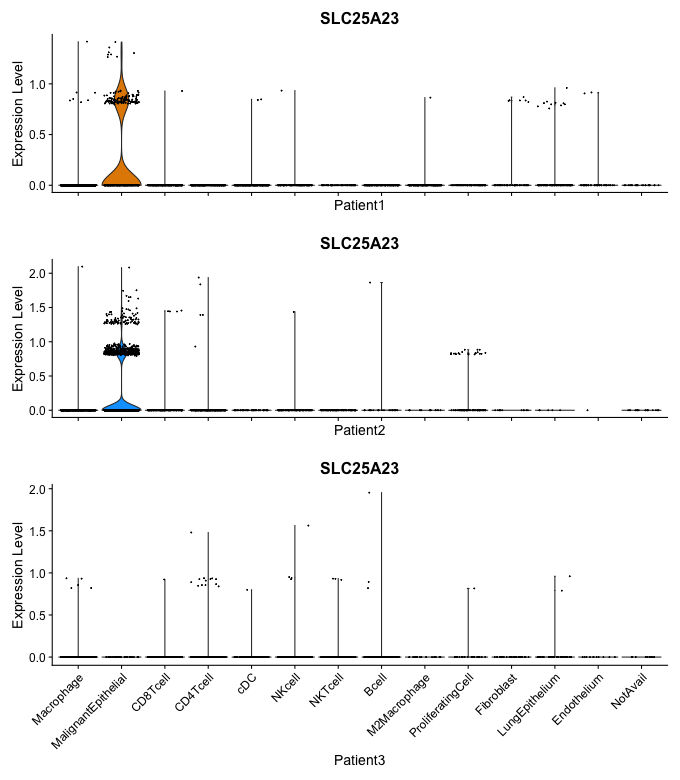 SLC25A23
Expression Level
1.0
0.5
0.0
Patient1
SLC25A23
Expression Level
2.0
1.5
1.0
0.5
0.0
Patient2
SLC25A23
Expression Level
2.0
1.5
1.0
0.5
0.0
Macrophage
MalignantEpithelial
CD8Tcell
CD4Tcell
cDC
NKcell
NKTcell
Bcell
M2Macrophage
ProliferatingCell
Fibroblast
LungEpithelium
Endothelium
NotAvail
Patient3